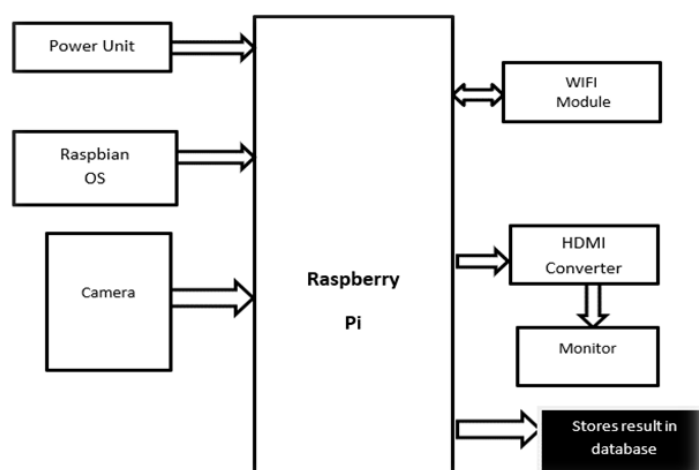 Power Unit
Raspbian
OS
Camera
Raspberry
Pi
WIFI
Module
HDMI
Converter
Monitor
Stores result in
database